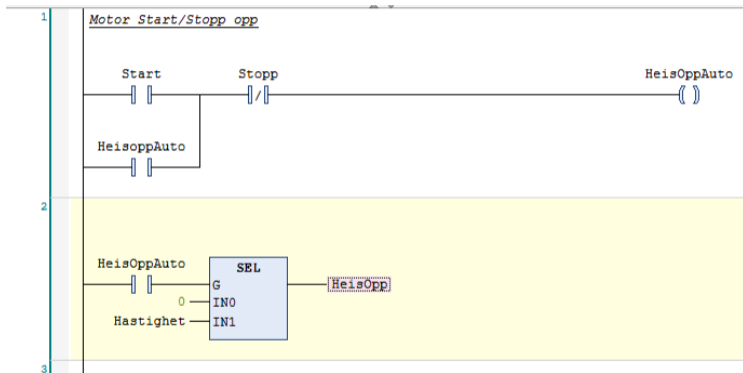 1
Motor Start/Stopp opp
Start Stopp HeisOppAuto
HeisoppAuto
2
HeisOppAuto SEL
G HeisOpp
0 IN0
Hastighet IN1
3